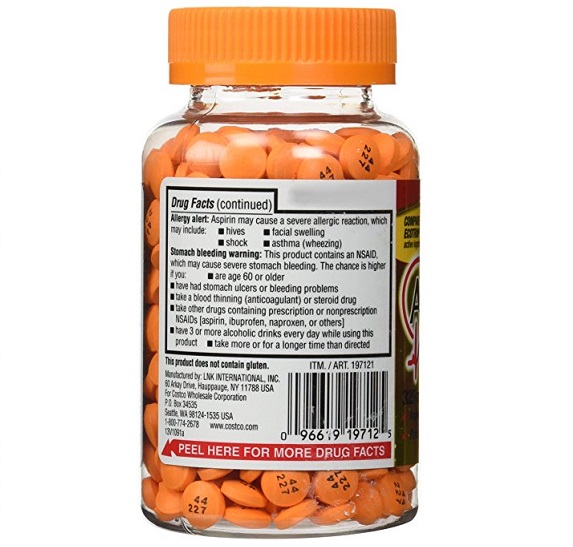 Drug Facts (continued)
Allergy alert: Aspirin may cause a severe allergic reaction, which
may include: ■ hives ■ facial swelling
■ shock ■ asthma (wheezing)
Stomach bleeding warning: This product contains an NSAID,
which may cause severe stomach bleeding. The chance is higher
if you: ■ are age 60 or older
■ have had stomach ulcers or bleeding problems
■ take a blood thinning (anticoagulant) or steroid drug
■ take other drugs containing prescription or nonprescription
NSAIDs [aspirin, ibuprofen, naproxen, or others]
■ have 3 or more alcoholic drinks every day while using this
product ■ take more or for a longer time than directed
This product does not contain gluten.
Manufactured by: LNK INTERNATIONAL, INC.
60 Arkay Drive, Hauppauge, NY 11788 USA
For Costco Wholesale Corporation
P.O. Box 34535
Seattle, WA 98124-1535 USA
1-800-774-2678 www.costco.com
13V1091a
ITM. / ART. 197121
0 96619 19712 5
PEEL HERE FOR MORE DRUG FACTS
44
227
44
227
44
227
44
227